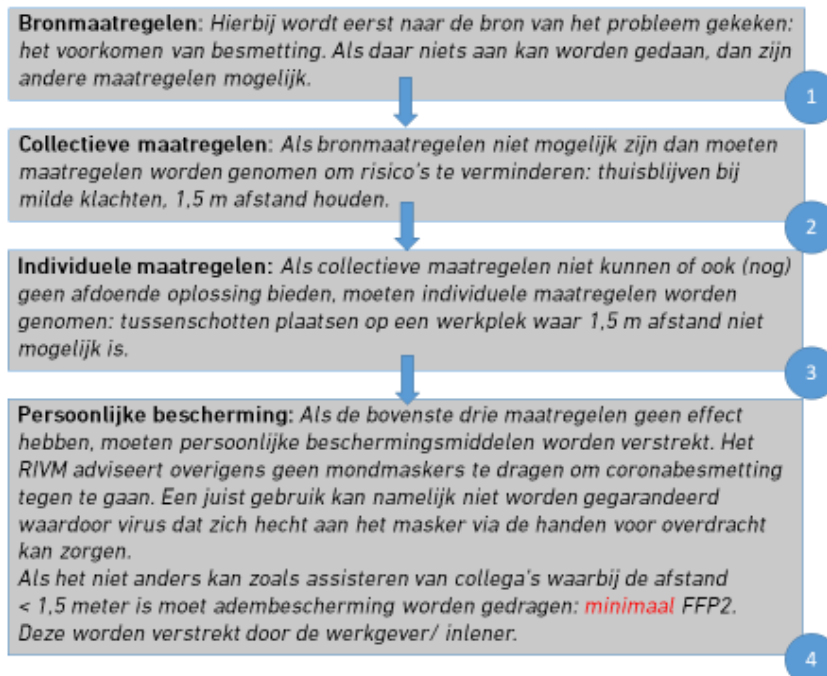 Bronmaatregelen: Hierbij wordt eerst naar de bron van het probleem gekeken:
het voorkomen van besmetting. Als daar niets aan kan worden gedaan, dan zijn
andere maatregelen mogelijk.
1
Collectieve maatregelen: Als bronmaatregelen niet mogelijk zijn dan moeten
maatregelen worden genomen om risico's te verminderen: thuisblijven bij
milde klachten, 1,5 m afstand houden.
2
Individuele maatregelen: Als collectieve maatregelen niet kunnen of ook (nog)
geen afdoende oplossing bieden, moeten individuele maatregelen worden
genomen: tussenschotten plaatsen op een werkplek waar 1,5 m afstand niet
mogelijk is.
3
Persoonlijke bescherming: Als de bovenste drie maatregelen geen effect
hebben, moeten persoonlijke beschermingsmiddelen worden verstrekt. Het
RIVM adviseert overigens geen mondmaskers te dragen om coronabesmetting
tegen te gaan. Een juist gebruik kan namelijk niet worden gegarandeerd
waardoor virus dat zich hecht aan het masker via de handen voor overdracht
kan zorgen.
Als het niet anders kan zoals assisteren van collega's waarbij de afstand
< 1,5 meter is moet adembescherming worden gedragen: minimaal FFP2.
Deze worden verstrekt door de werkgever/ inlener.
4